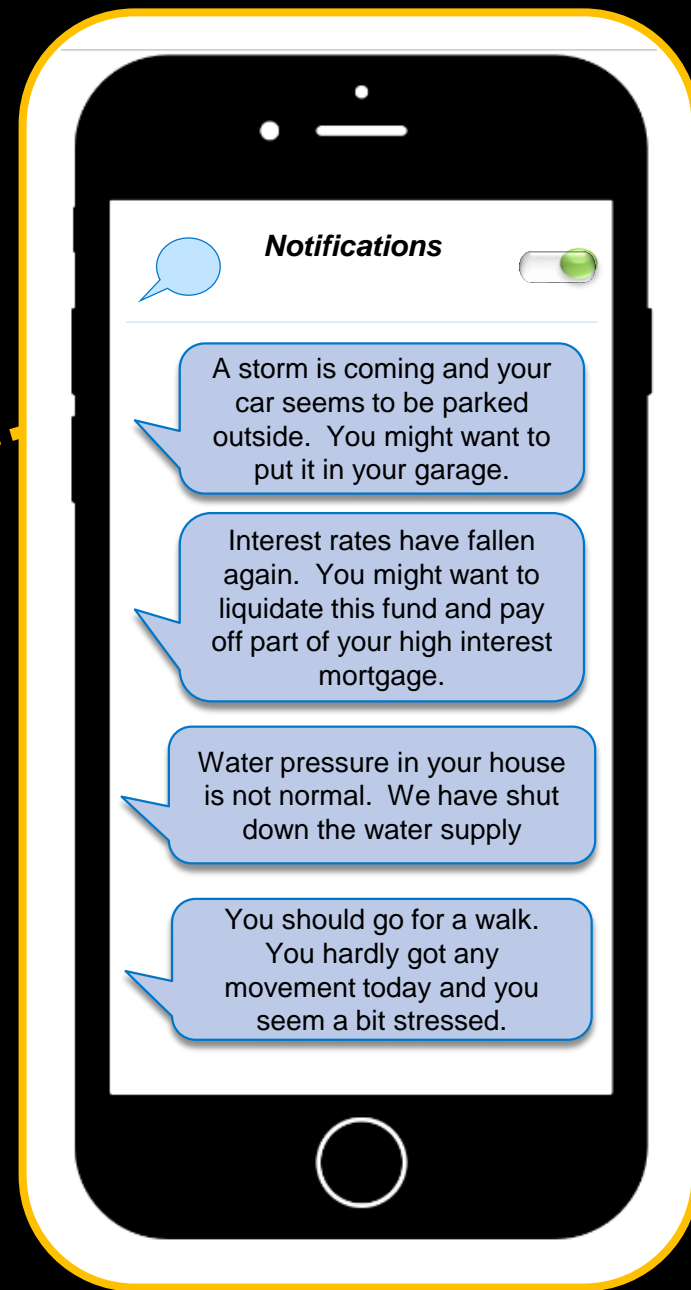 Notifications
A storm is coming and your
car seems to be parked
outside.  You might want to
put it in your garage.
Interest rates have fallen
again.  You might want to
liquidate this fund and pay
off part of your high interest
mortgage.
Water pressure in your house
is not normal.  We have shut
down the water supply
You should go for a walk.
You hardly got any
movement today and you
seem a bit stressed.